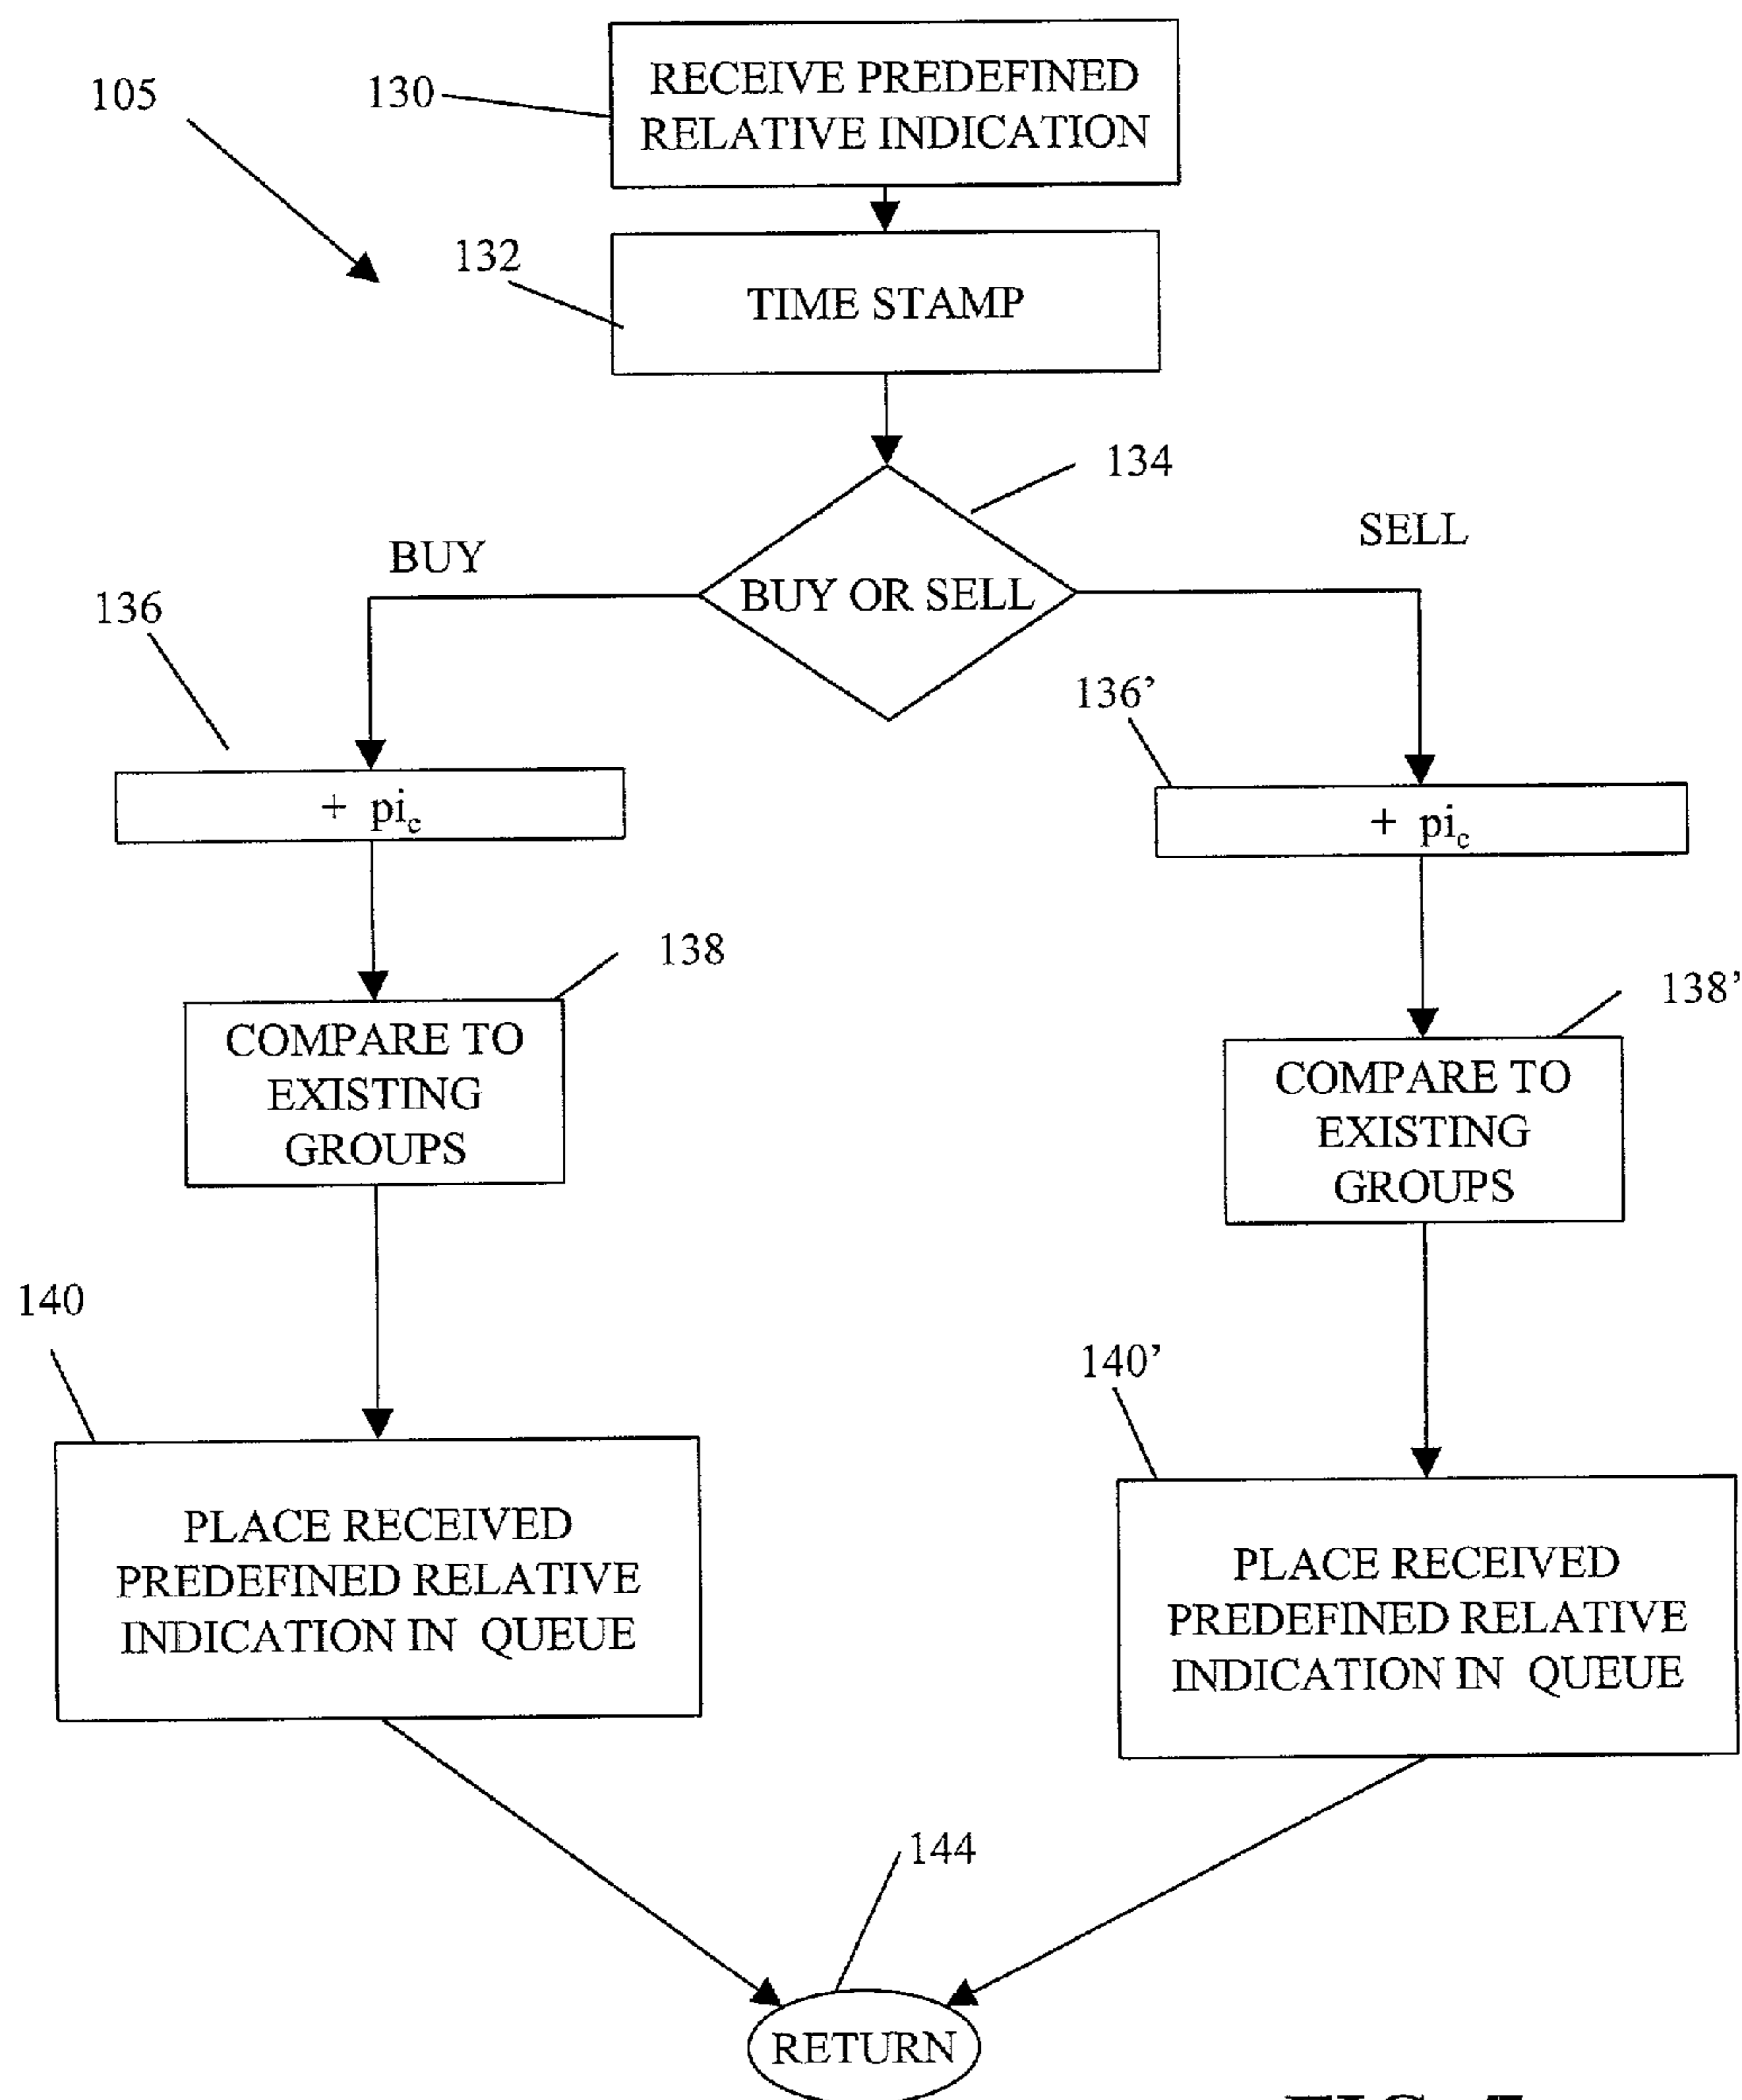 105
130
RECEIVE PREDEFINED
RELATIVE INDICATION
132
TIME STAMP
134
BUY
SELL
BUY OR SELL
136
136’
+ pic
+ pic
138
138’
COMPARE TO
EXISTING
GROUPS
COMPARE TO
EXISTING
GROUPS
140
140’
PLACE RECEIVED
PREDEFINED RELATIVE
INDICATION IN QUEUE
PLACE RECEIVED
PREDEFINED RELATIVE
INDICATION IN QUEUE
144
RETURN